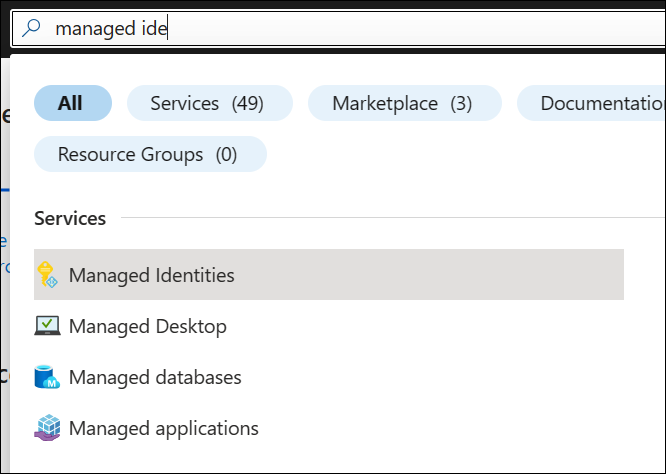 managed ide
All Services (49) Marketplace (3) Documentation
Resource Groups (0)
Services
Managed Identities
Managed Desktop
Managed databases
Managed applications